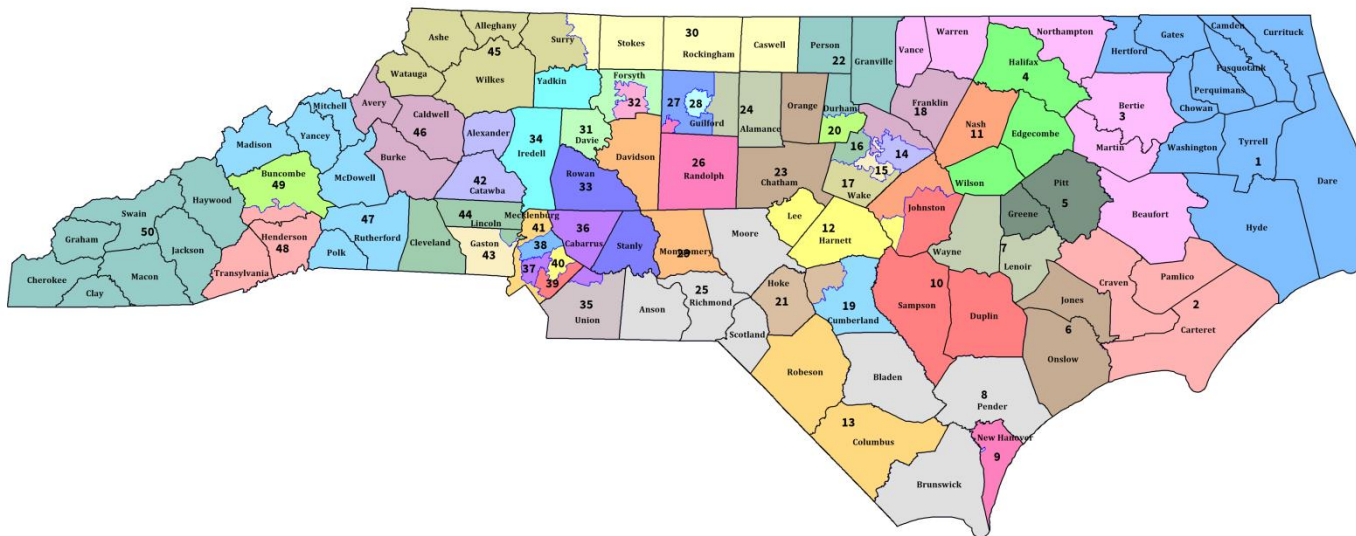 Alleghany
Ashe
45
Surry
Watauga
Wilkes
Stokes
30
Rockingham
Caswell
Person
22
Granville
Vance
Warren
Northampton
Halifax
4
Hertford
Gates
Camden
Currituck
Pasquotank
Perquimans
Chowan
Bertie
3
Martin
Washington
Tyrrell
1
Dare
Hyde
Yadkin
Forsyth
32
27
28
Guilford
24
Alamance
Orange
Durham
20
Franklin
18
Nash
11
Edgecombe
Mitchell
Avery
Caldwell
46
Yancey
Madison
Burke
McDowell
Alexander
34
Iredell
31
Davie
Davidson
26
Randolph
23
Chatham
16
14
15
17
Wake
Wilson
Pitt
5
Greene
Beaufort
Buncombe
49
42
Catawba
Rowan
33
Haywood
Swain
50
Graham
Jackson
Cherokee
Macon
Clay
Henderson
48
Transylvania
47
Rutherford
Polk
Cleveland
44
Lincoln
Gaston
43
Mecklenburg
41
38
37
40
39
36
Cabarrus
Stanly
Montgomery
29
Moore
Lee
12
Harnett
Johnston
Wayne
7
Lenoir
Craven
Pamlico
2
Carteret
Jones
6
Onslow
35
Union
Anson
25
Richmond
Scotland
Hoke
21
19
Cumberland
10
Sampson
Duplin
Robeson
Bladen
8
Pender
13
Columbus
New Hanover
9
Brunswick